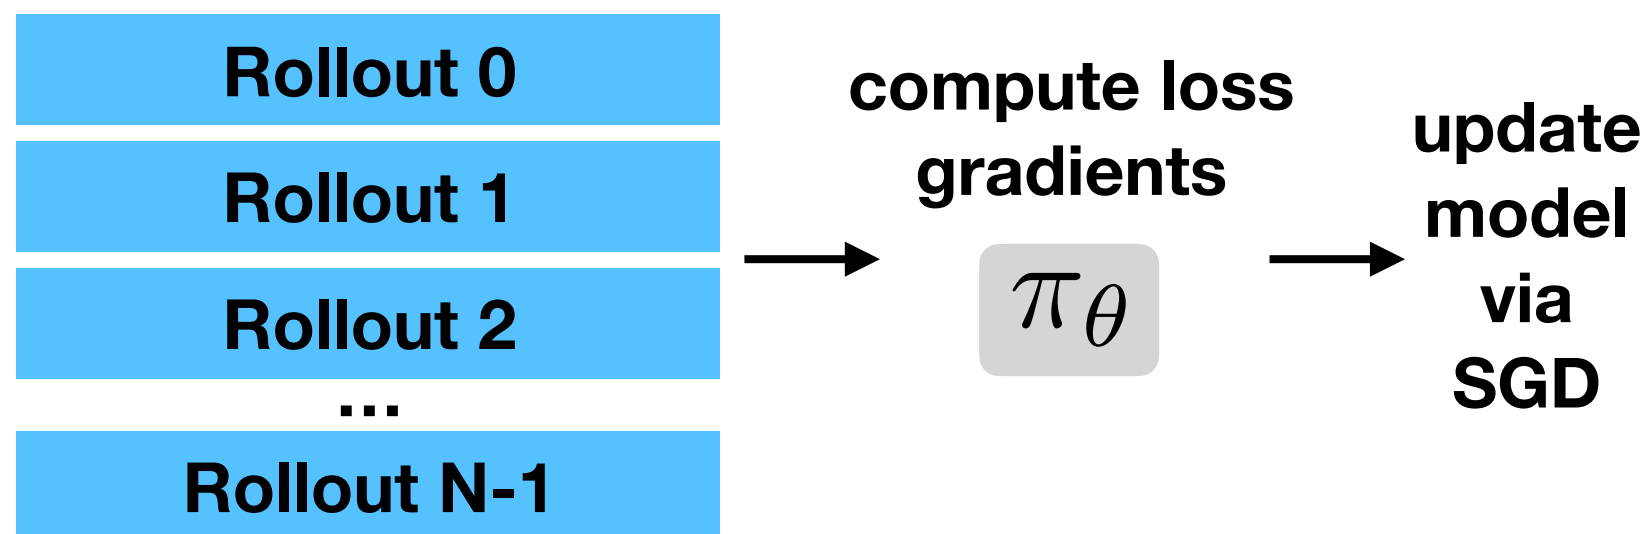 Rollout 0
Rollout 1
Rollout 2
...
Rollout N-1
compute loss
gradients
πθ
update
model
via
SGD